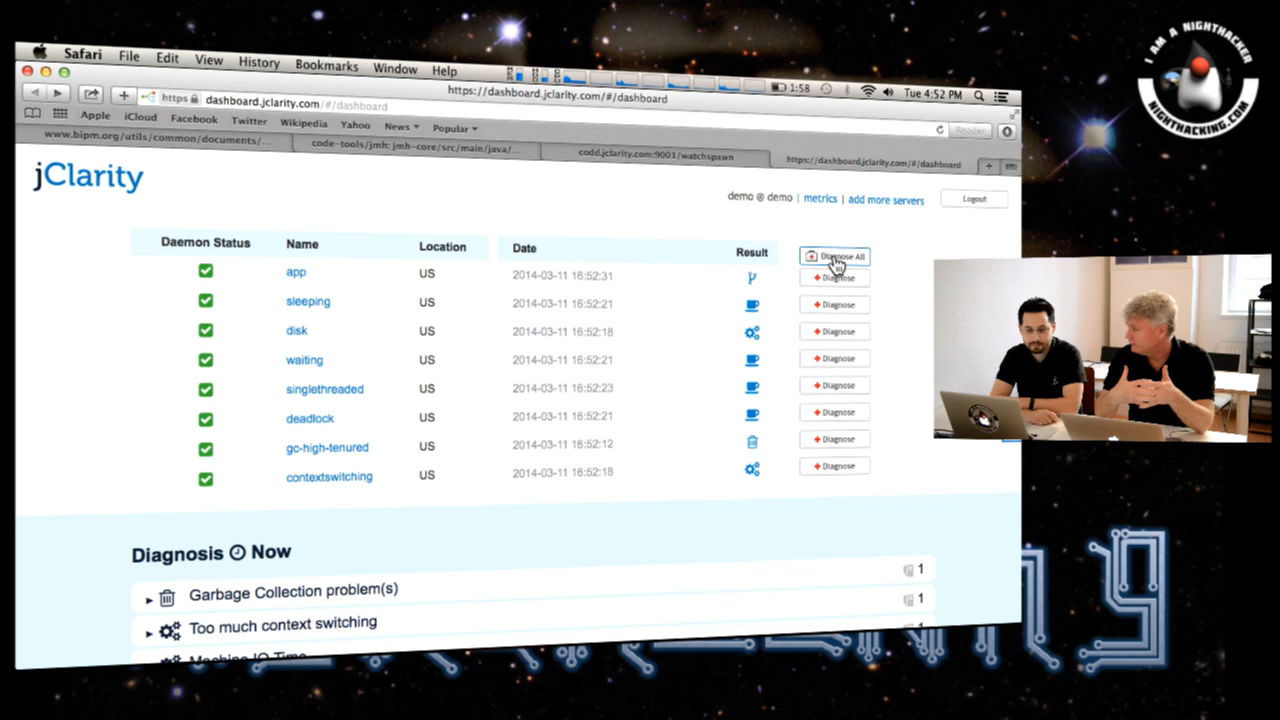 I AM A NIGHTHACKER
NIGHTHACKING.COM
Safari File Edit View History Bookmarks Window Help
1:58 Tue 4:52 PM
https://dashboard.jclarity.com/#/dashboard
https dashboard.jclarity.com/#/dashboard Reader
Apple iCloud Facebook Twitter Wikipedia Yahoo News Popular
www.bipm.org/utils/common/documents/... code-tools/jmh: jmh-core/src/main/java/... codd.jclarity.com:9001/watchspawn https://dashboard.jclarity.com/#/dashboard
jClarity
demo @ demo | metrics | add more servers Logout
Daemon Status Name Location Date Result Diagnose All
app US 2014-03-11 16:52:31 Diagnose
sleeping US 2014-03-11 16:52:21 Diagnose
disk US 2014-03-11 16:52:18 Diagnose
waiting US 2014-03-11 16:52:21 Diagnose
singlethreaded US 2014-03-11 16:52:23 Diagnose
deadlock US 2014-03-11 16:52:21 Diagnose
gc-high-tenured US 2014-03-11 16:52:12 Diagnose
contextswitching US 2014-03-11 16:52:18 Diagnose
Diagnosis Now
Garbage Collection problem(s) 1
Too much context switching 1
Machine IO Time 1